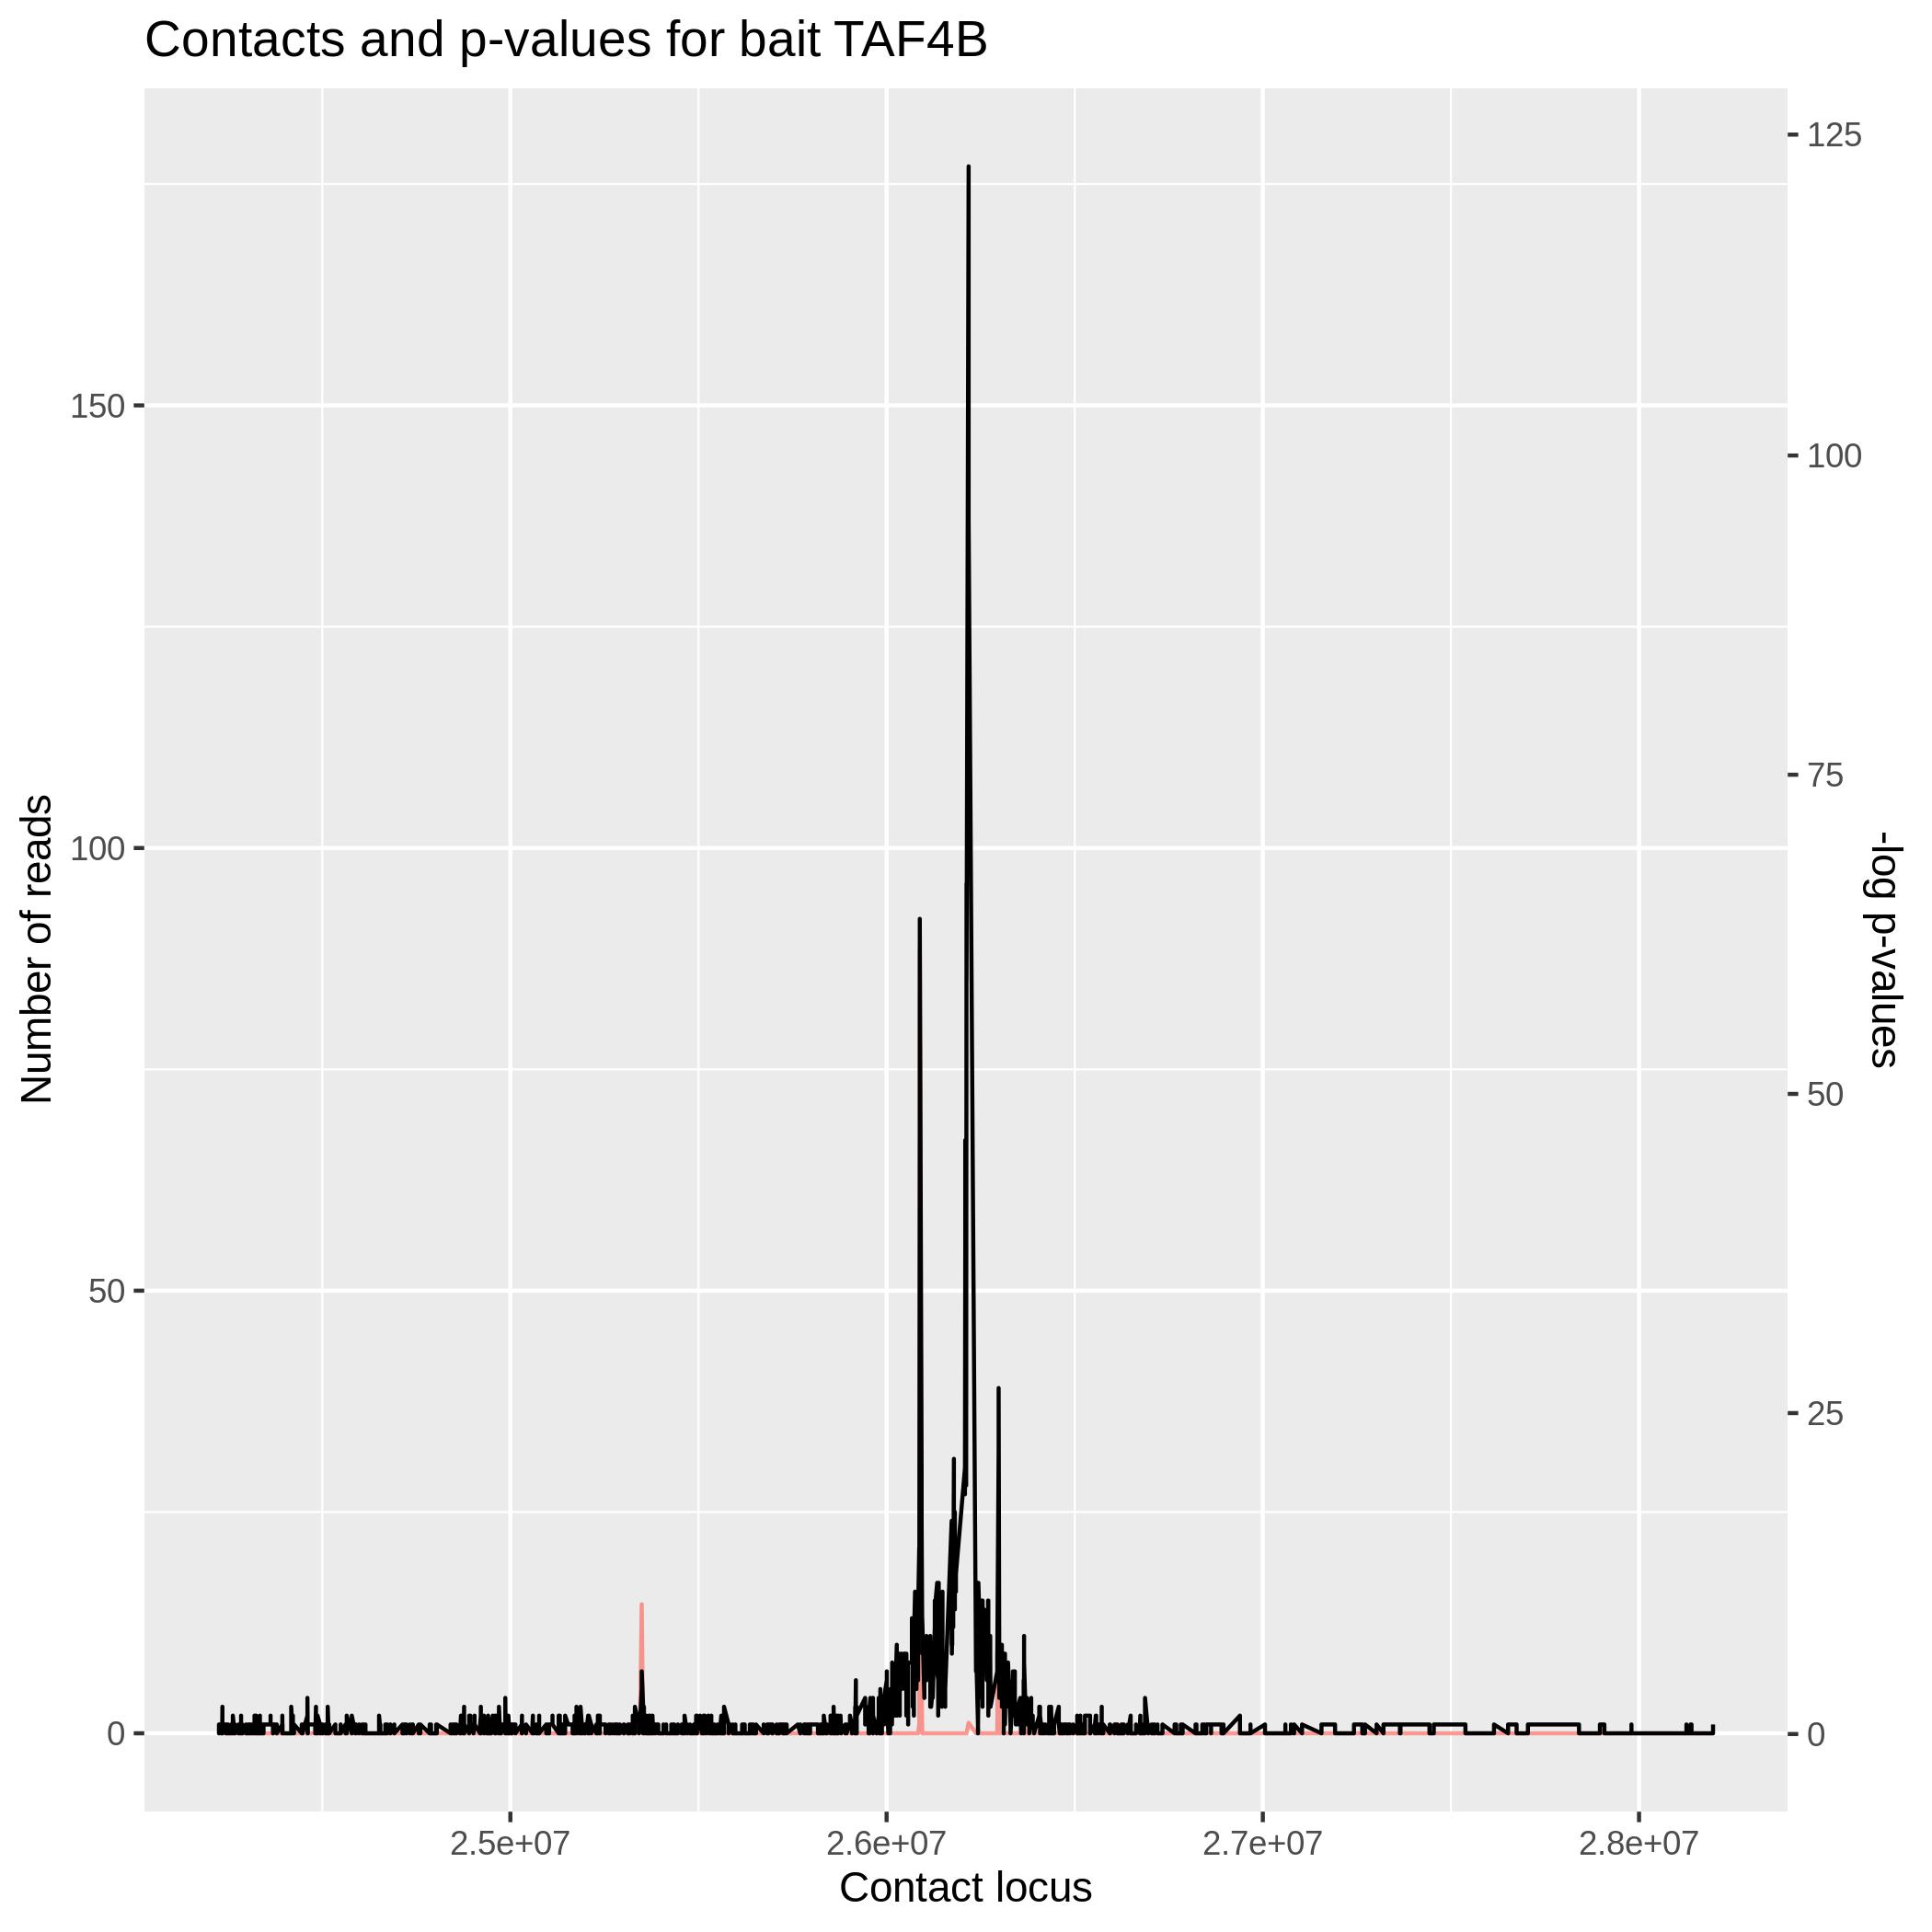 Contacts and p-values for bait TAF4B
Number of reads
150
100
50
0
125
100
75
50
25
0
-log p-values
2.5e+07 2.6e+07 2.7e+07 2.8e+07
Contact locus